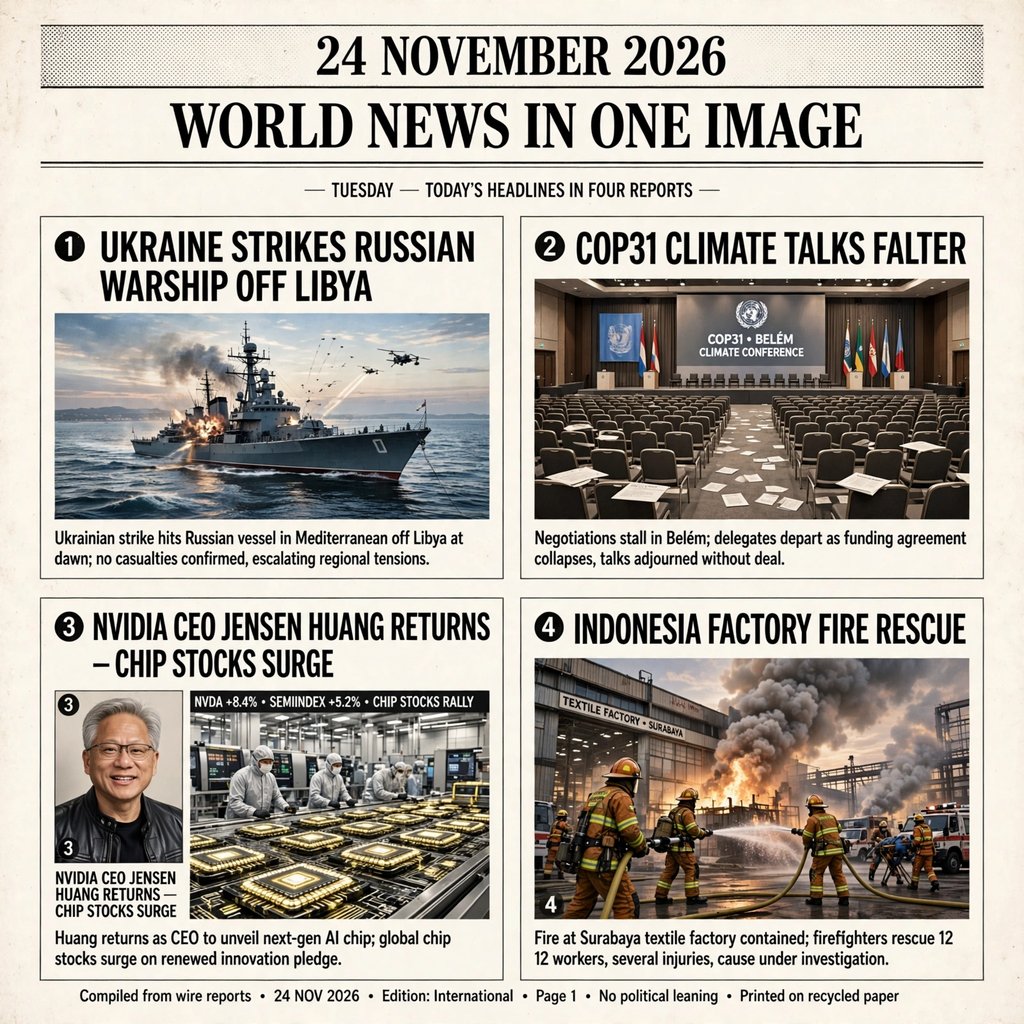 24 NOVEMBER 2026
WORLD NEWS IN ONE IMAGE
— TUESDAY — TODAY'S HEADLINES IN FOUR REPORTS —
1 UKRAINE STRIKES RUSSIAN
WARSHIP OFF LIBYA
0
Ukrainian strike hits Russian vessel in Mediterranean off Libya at
dawn; no casualties confirmed, escalating regional tensions.
2 COP31 CLIMATE TALKS FALTER
COP31 • BELÉM
CLIMATE CONFERENCE
Negotiations stall in Belém; delegates depart as funding agreement
collapses, talks adjourned without deal.
3 NVIDIA CEO JENSEN HUANG RETURNS
– CHIP STOCKS SURGE
3
3
NVIDIA CEO JENSEN
HUANG RETURNS —
CHIP STOCKS SURGE
NVDA +8.4% • SEMIINDEX +5.2% • CHIP STOCKS RALLY
Huang returns as CEO to unveil next-gen AI chip; global chip
stocks surge on renewed innovation pledge.
4 INDONESIA FACTORY FIRE RESCUE
TEXTILE FACTORY • SURABAYA
4
Fire at Surabaya textile factory contained; firefighters rescue 12
12 workers, several injuries, cause under investigation.
Compiled from wire reports • 24 NOV 2026 • Edition: International • Page 1 • No political leaning • Printed on recycled paper